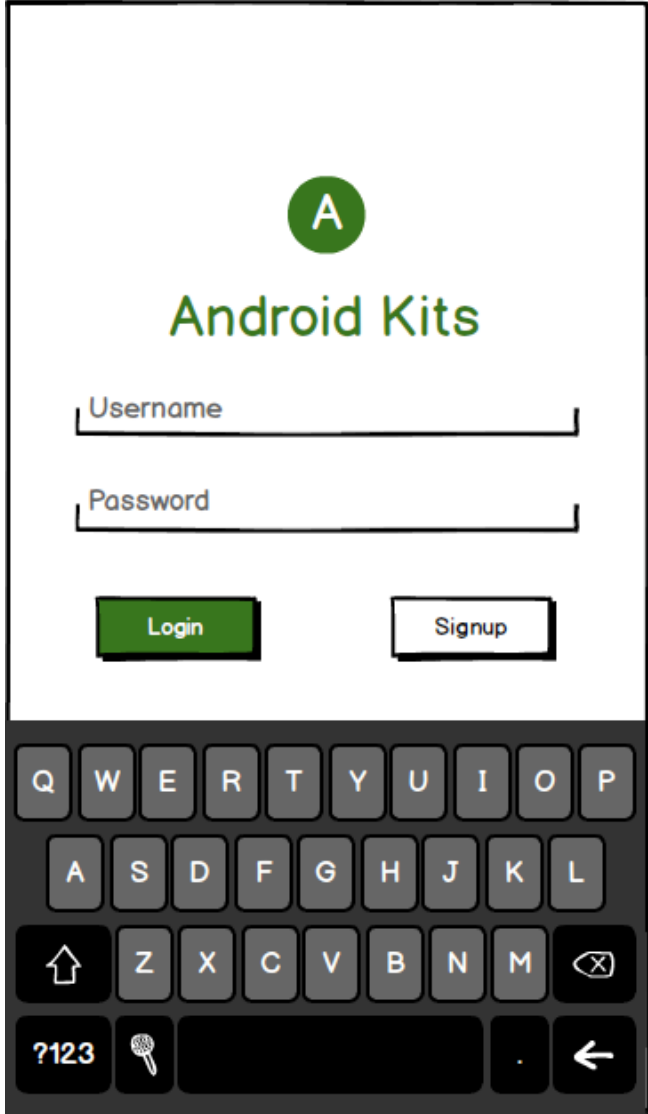 A
Android Kits
Username
Password
Login Signup
Q W E R T Y U I O P
A S D F G H J K L
Z X C V B N M
?123 .